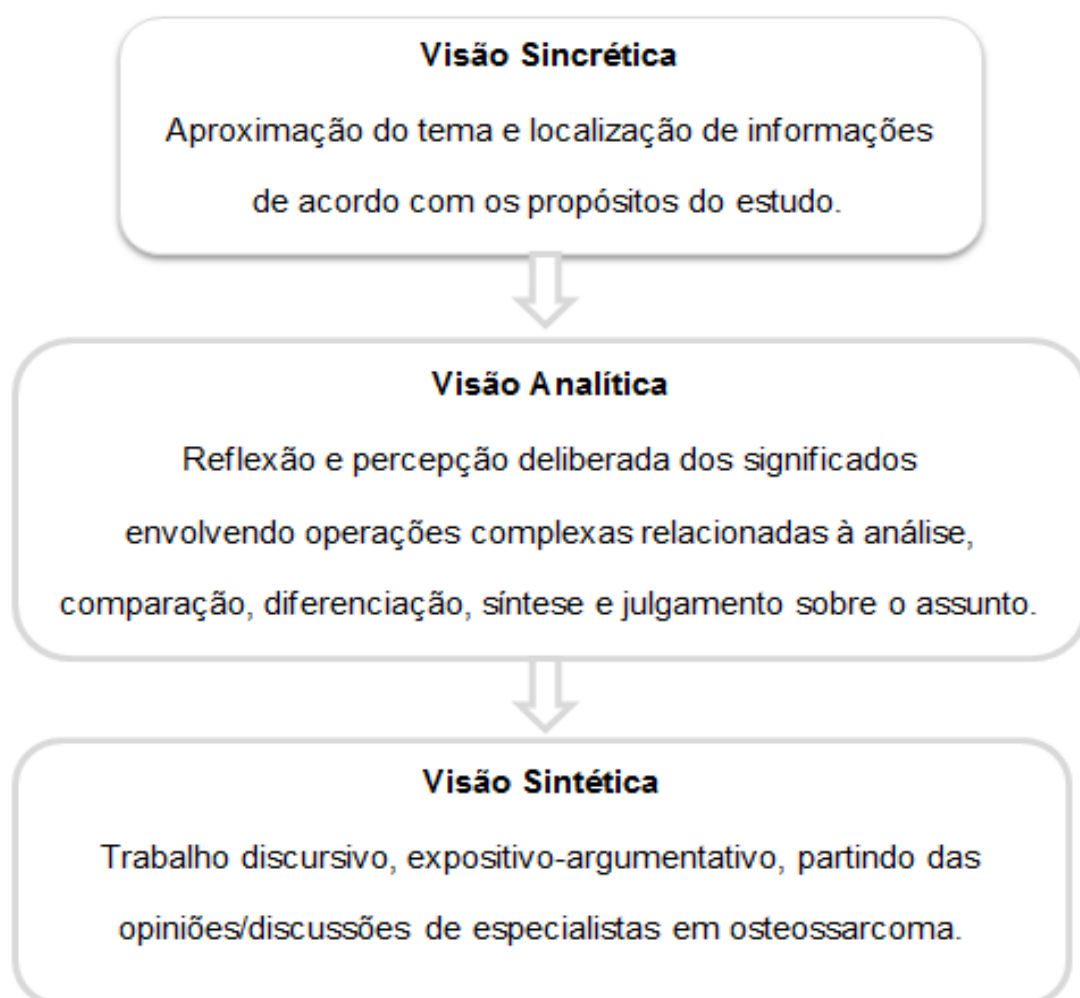 Visão Sincrética
Aproximação do tema e localização de informações
de acordo com os propósitos do estudo.
Visão Analítica
Reflexão e percepção deliberada dos significados
envolvendo operações complexas relacionadas à análise,
comparação, diferenciação, síntese e julgamento sobre o assunto.
Visão Sintética
Trabalho discursivo, expositivo-argumentativo, partindo das
opiniões/discussões de especialistas em osteossarcoma.